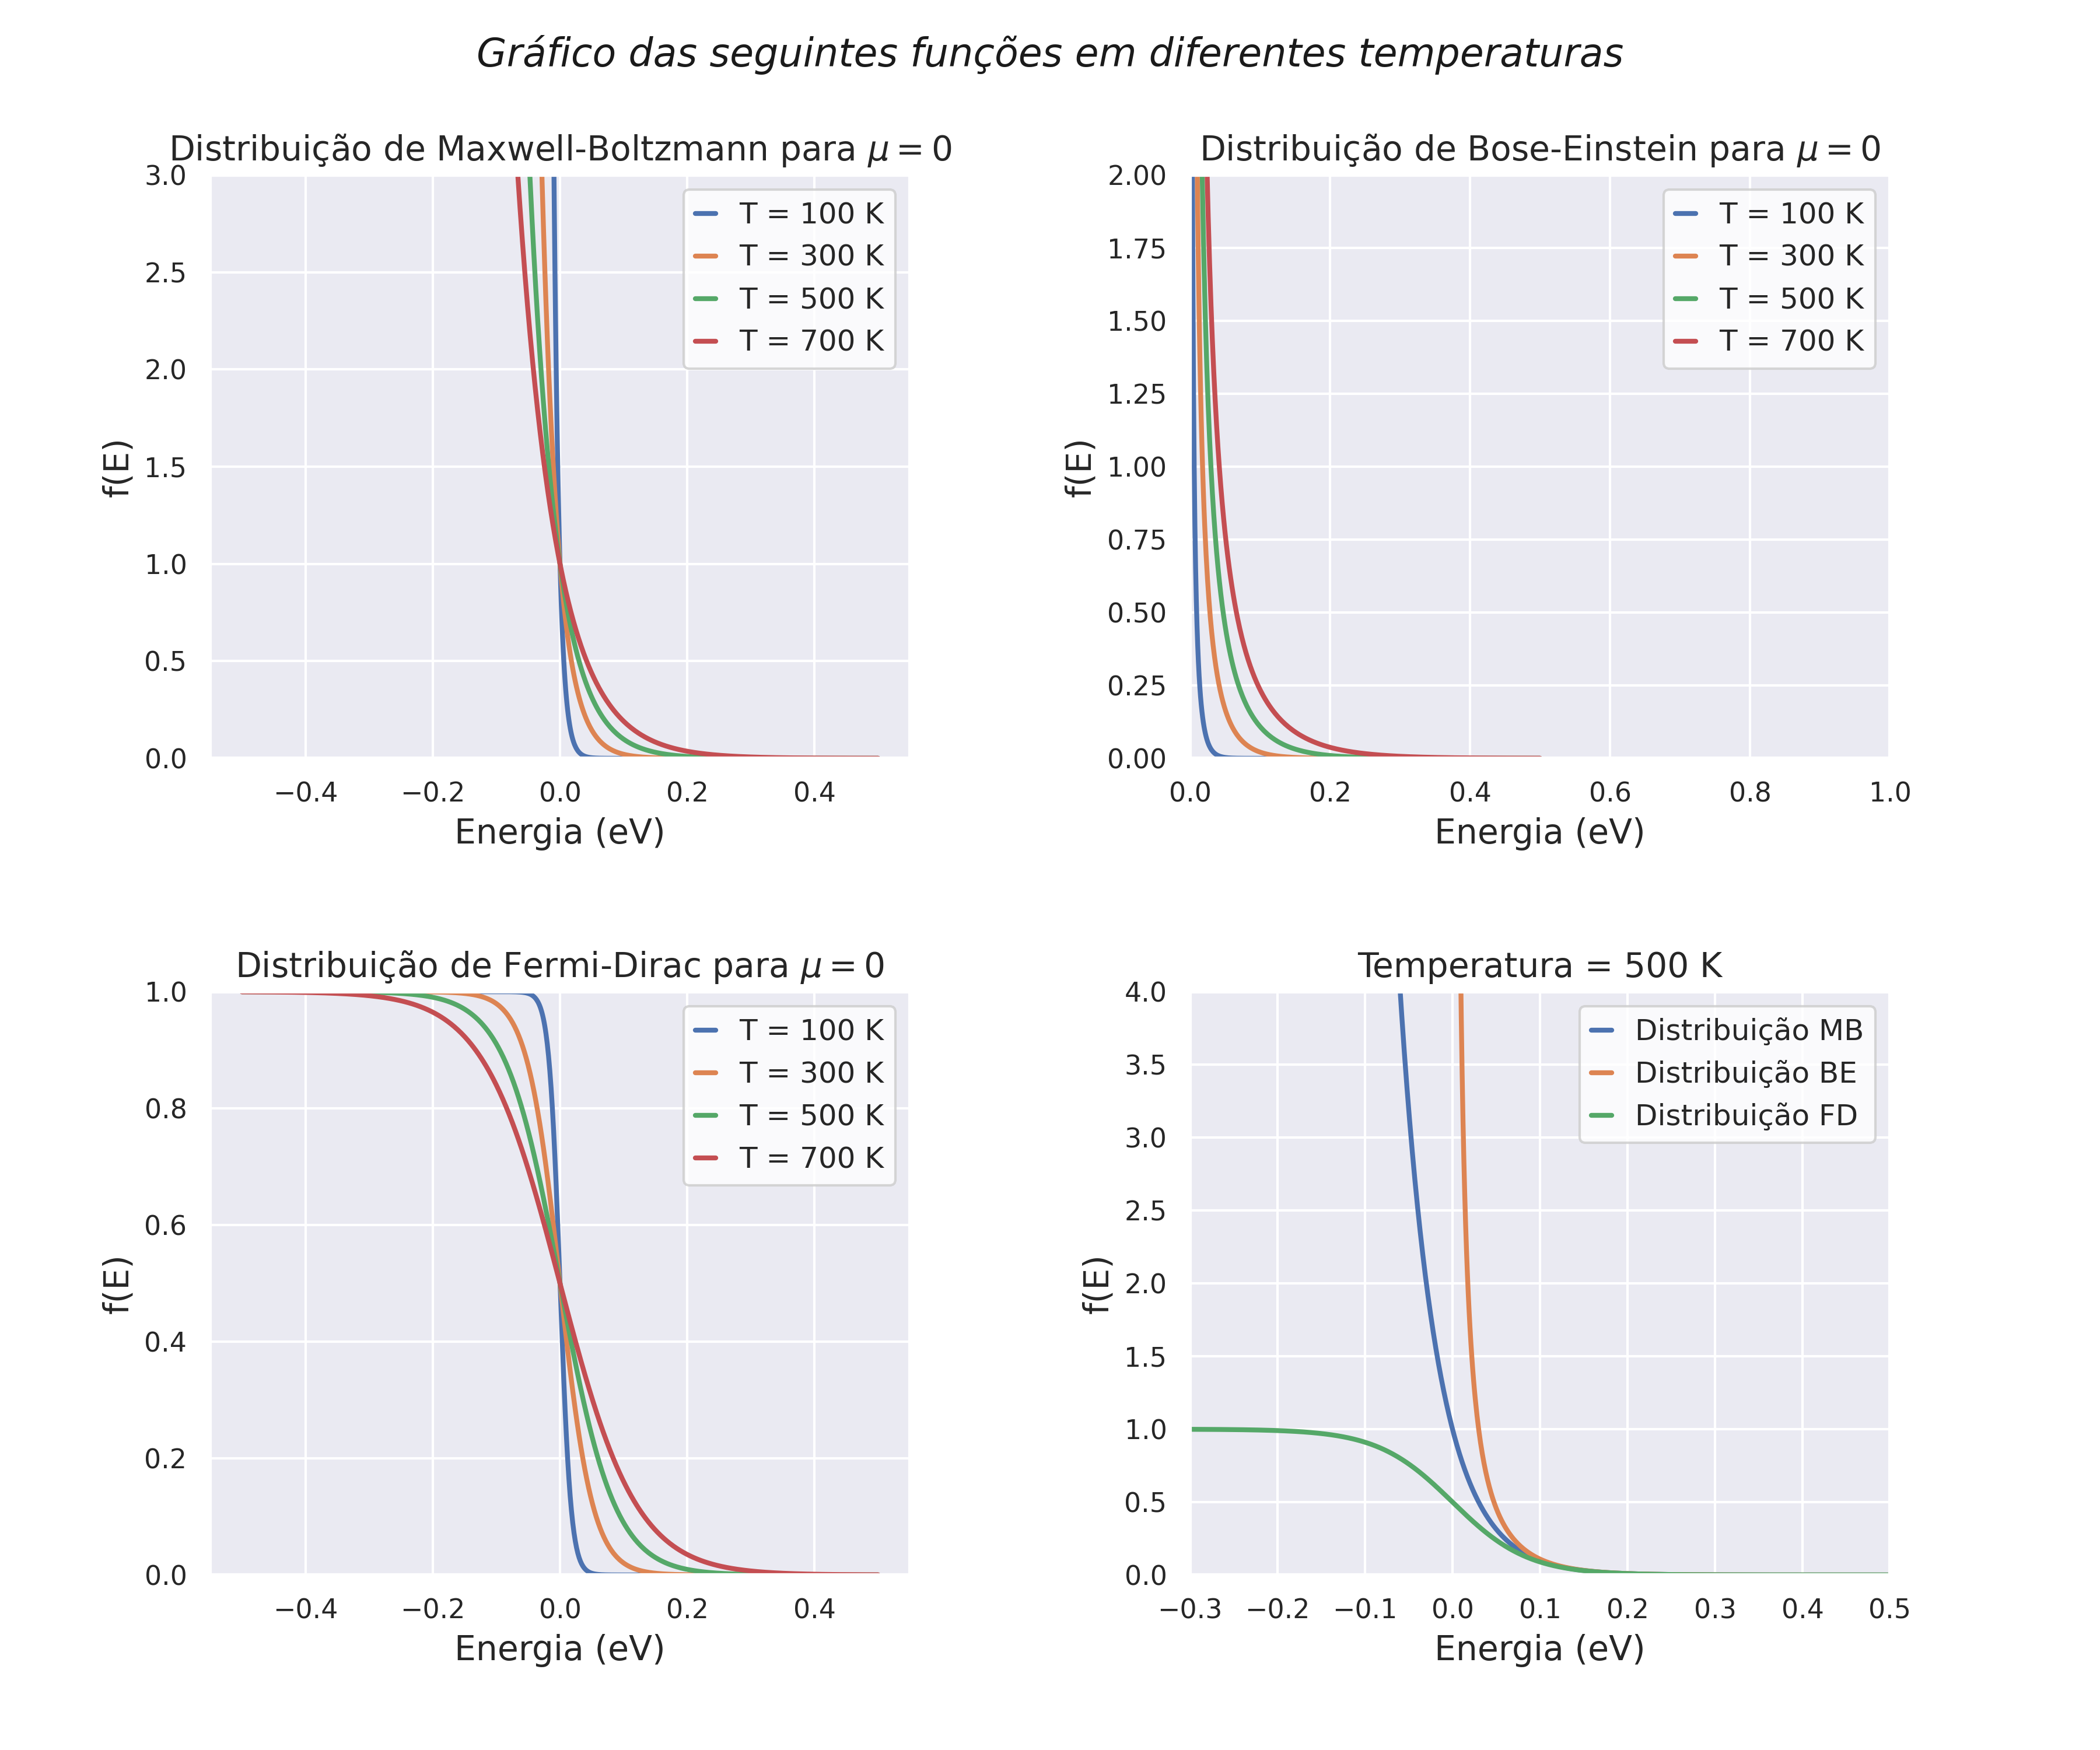 Gráfico das seguintes funções em diferentes temperaturas
Distribuição de Maxwell-Boltzmann para μ = 0
3.0
2.5
2.0
1.5
1.0
0.5
0.0
f(E)
T = 100 K
T = 300 K
T = 500 K
T = 700 K
−0.4 −0.2 0.0 0.2 0.4
Energia (eV)
Distribuição de Bose-Einstein para μ = 0
2.00
1.75
1.50
1.25
1.00
0.75
0.50
0.25
0.00
f(E)
T = 100 K
T = 300 K
T = 500 K
T = 700 K
0.0 0.2 0.4 0.6 0.8 1.0
Energia (eV)
Distribuição de Fermi-Dirac para μ = 0
1.0
0.8
0.6
0.4
0.2
0.0
f(E)
T = 100 K
T = 300 K
T = 500 K
T = 700 K
−0.4 −0.2 0.0 0.2 0.4
Energia (eV)
Temperatura = 500 K
4.0
3.5
3.0
2.5
2.0
1.5
1.0
0.5
0.0
f(E)
Distribuição MB
Distribuição BE
Distribuição FD
−0.3 −0.2 −0.1 0.0 0.1 0.2 0.3 0.4 0.5
Energia (eV)